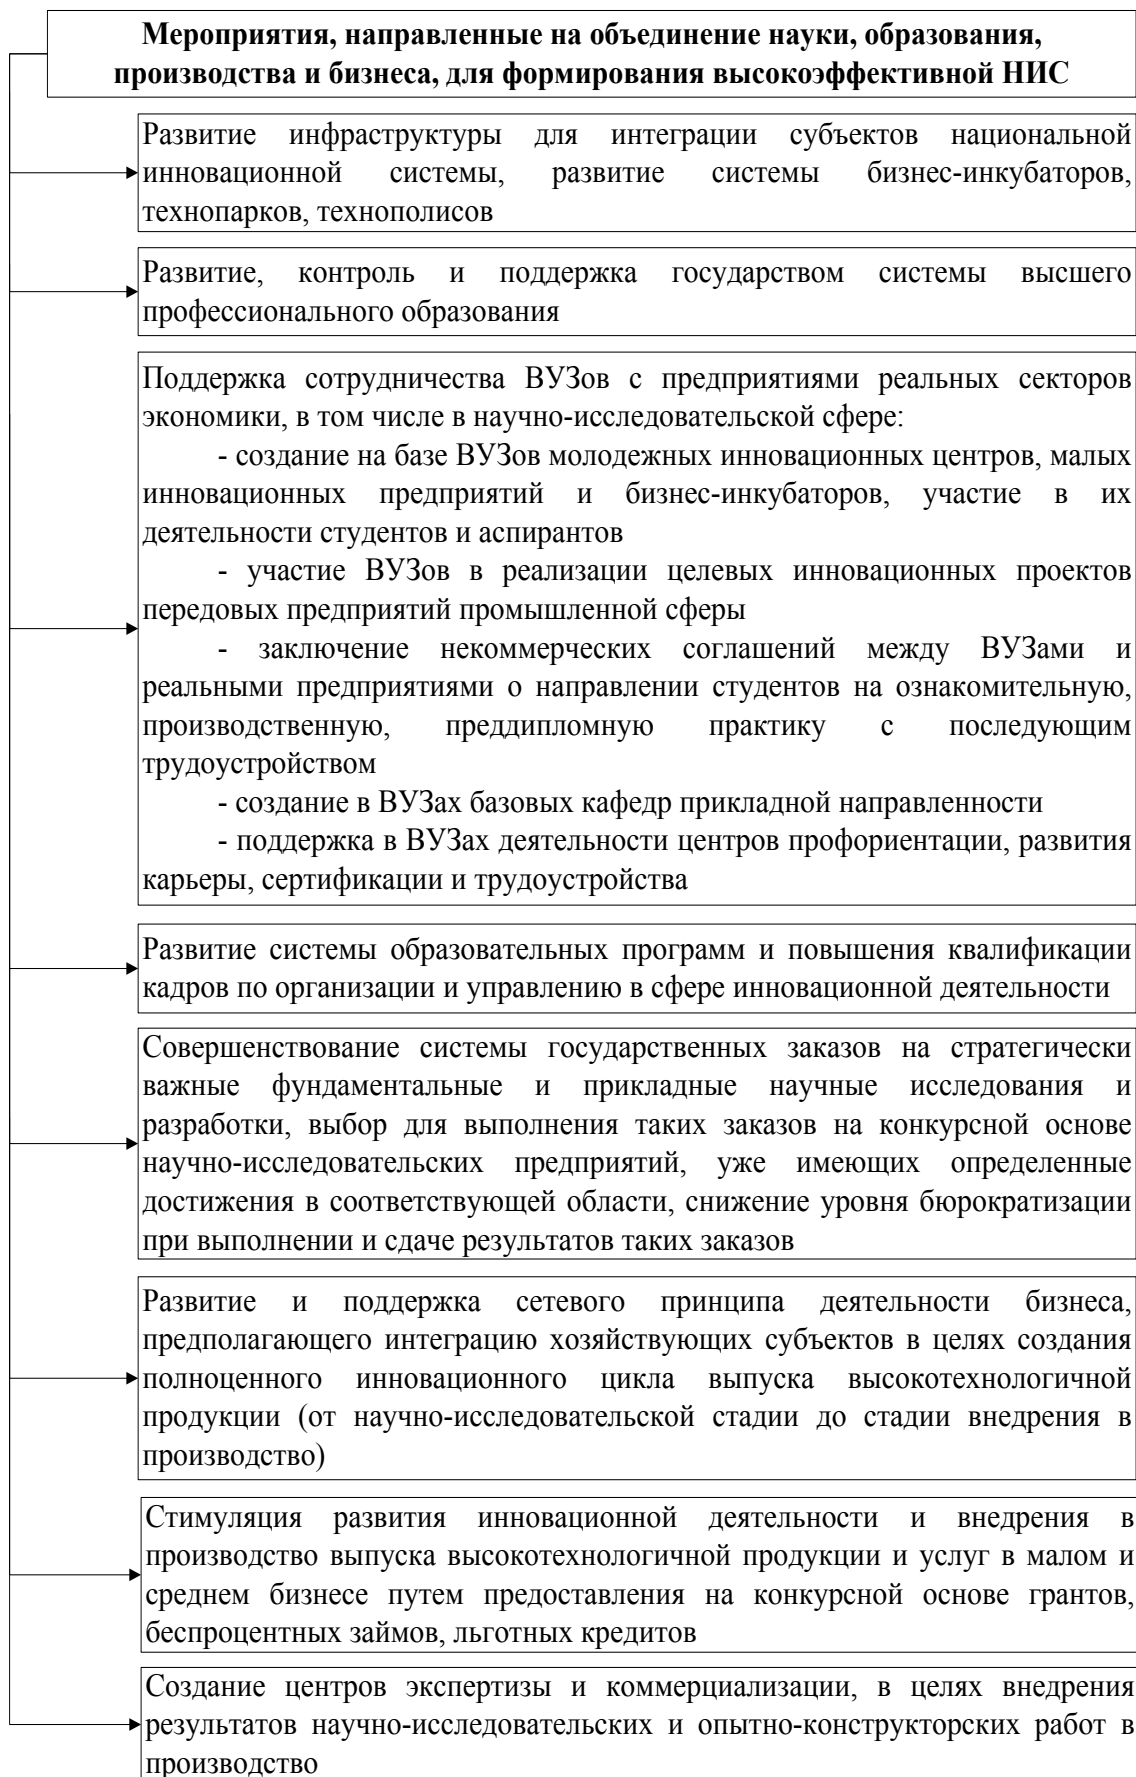 Мероприятия, направленные на объединение науки, образования,
производства и бизнеса, для формирования высокоэффективной НИС
Развитие инфраструктуры для интеграции субъектов национальной
инновационной системы, развитие системы бизнес-инкубаторов,
технопарков, технополисов
Развитие, контроль и поддержка государством системы высшего
профессионального образования
Поддержка сотрудничества ВУЗов с предприятиями реальных секторов
экономики, в том числе в научно-исследовательской сфере:
- создание на базе ВУЗов молодежных инновационных центров, малых
инновационных предприятий и бизнес-инкубаторов, участие в их
деятельности студентов и аспирантов
- участие ВУЗов в реализации целевых инновационных проектов
передовых предприятий промышленной сферы
- заключение некоммерческих соглашений между ВУЗами и
реальными предприятиями о направлении студентов на ознакомительную,
производственную, преддипломную практику с последующим
трудоустройством
- создание в ВУЗах базовых кафедр прикладной направленности
- поддержка в ВУЗах деятельности центров профориентации, развития
карьеры, сертификации и трудоустройства
Развитие системы образовательных программ и повышения квалификации
кадров по организации и управлению в сфере инновационной деятельности
Совершенствование системы государственных заказов на стратегически
важные фундаментальные и прикладные научные исследования и
разработки, выбор для выполнения таких заказов на конкурсной основе
научно-исследовательских предприятий, уже имеющих определенные
достижения в соответствующей области, снижение уровня бюрократизации
при выполнении и сдаче результатов таких заказов
Развитие и поддержка сетевого принципа деятельности бизнеса,
предполагающего интеграцию хозяйствующих субъектов в целях создания
полноценного инновационного цикла выпуска высокотехнологичной
продукции (от научно-исследовательской стадии до стадии внедрения в
производство)
Стимуляция развития инновационной деятельности и внедрения в
производство выпуска высокотехнологичной продукции и услуг в малом и
среднем бизнесе путем предоставления на конкурсной основе грантов,
беспроцентных займов, льготных кредитов
Создание центров экспертизы и коммерциализации, в целях внедрения
результатов научно-исследовательских и опытно-конструкторских работ в
производство